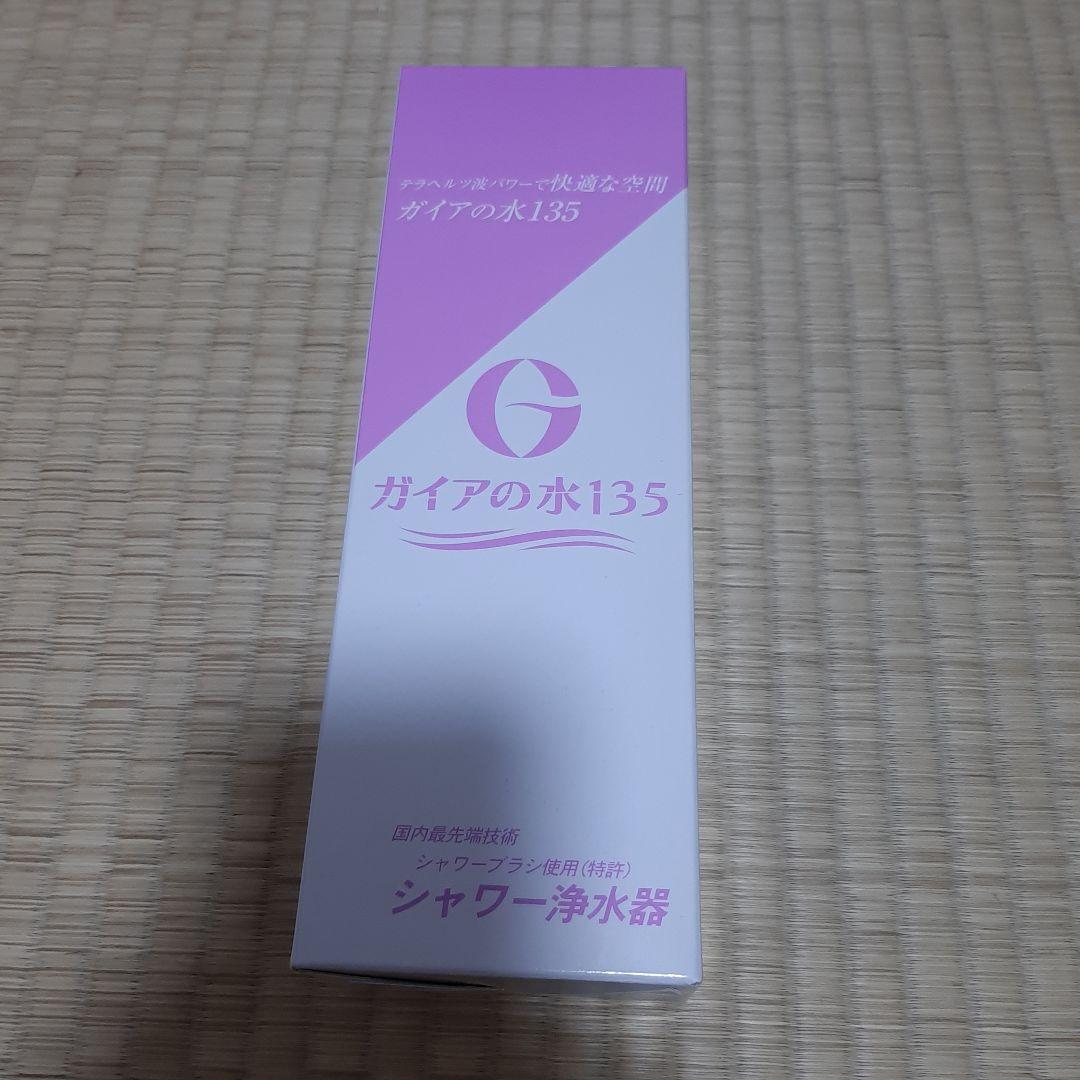 テラヘルツ波パワーで快適な空間
ガイアの水135
ガイアの水135
国内最先端技術
シャワーブラシ使用(特許)
シャワー浄水器